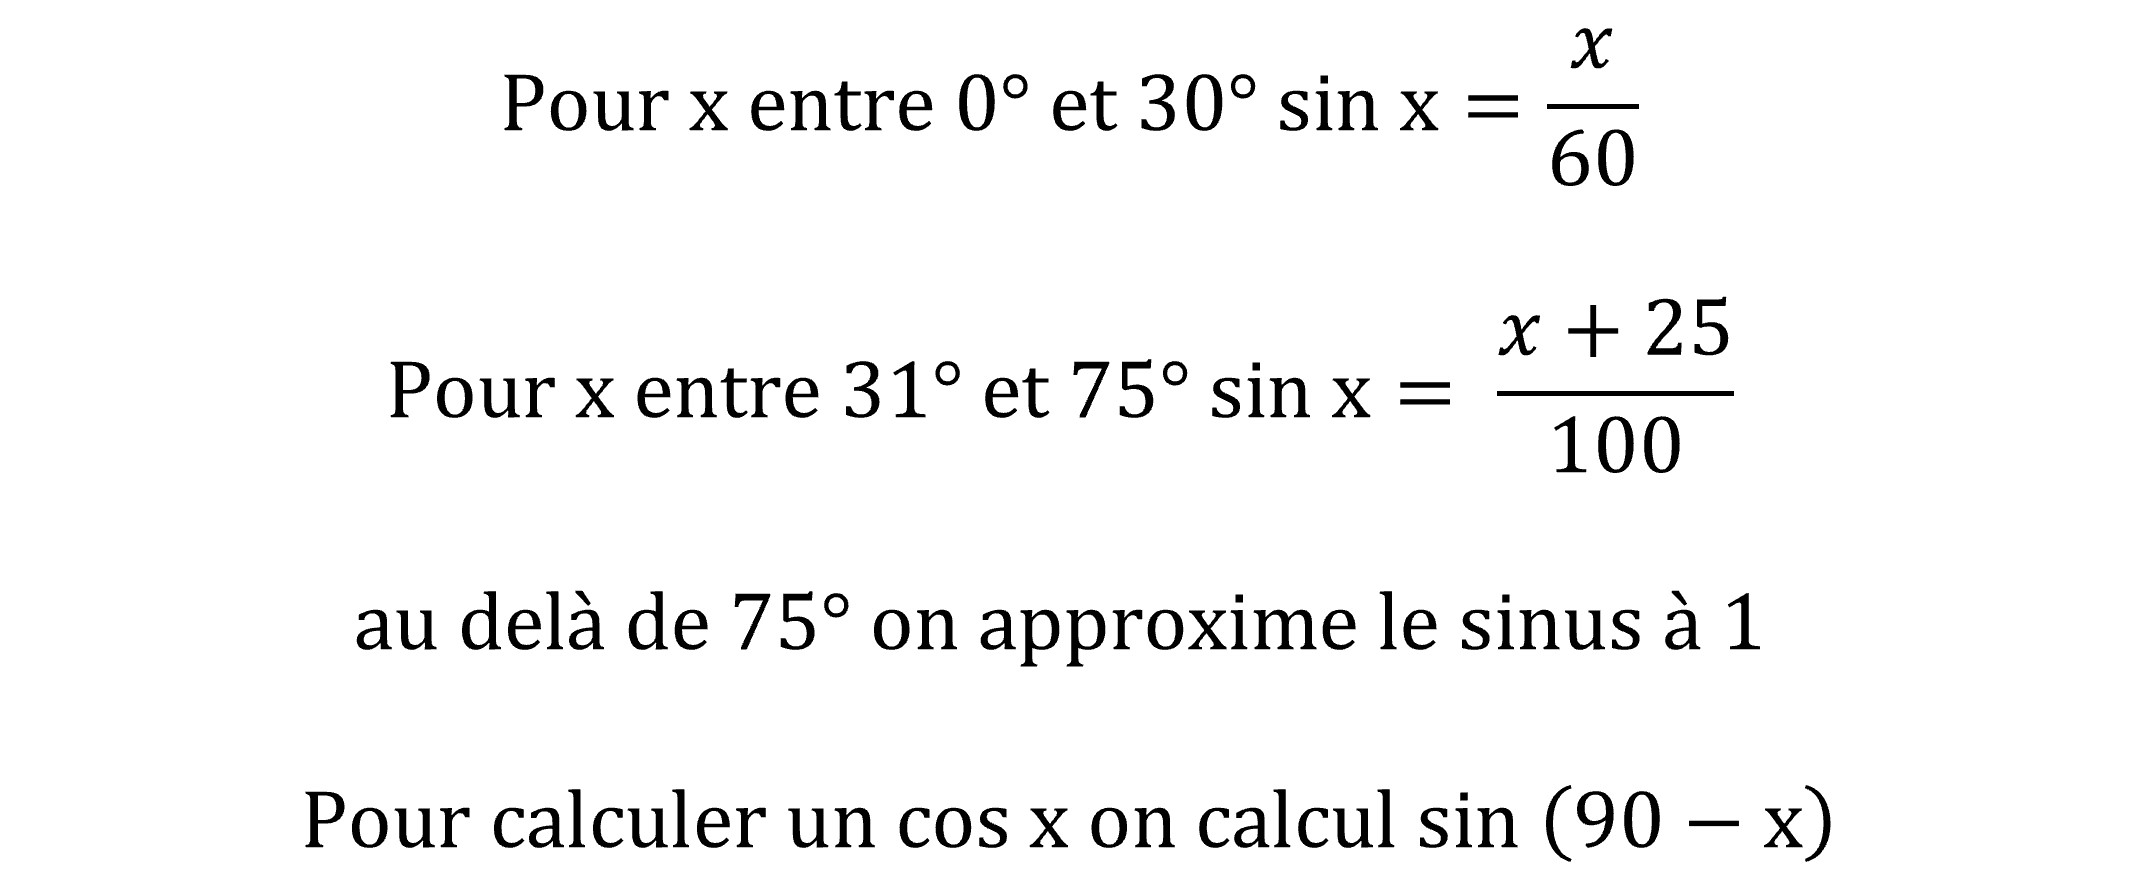 Pour x entre 0° et 30° sin x = x/60
Pour x entre 31° et 75° sin x = (x + 25)/100
au delà de 75° on approxime le sinus à 1
Pour calculer un cos x on calcul sin (90 − x)